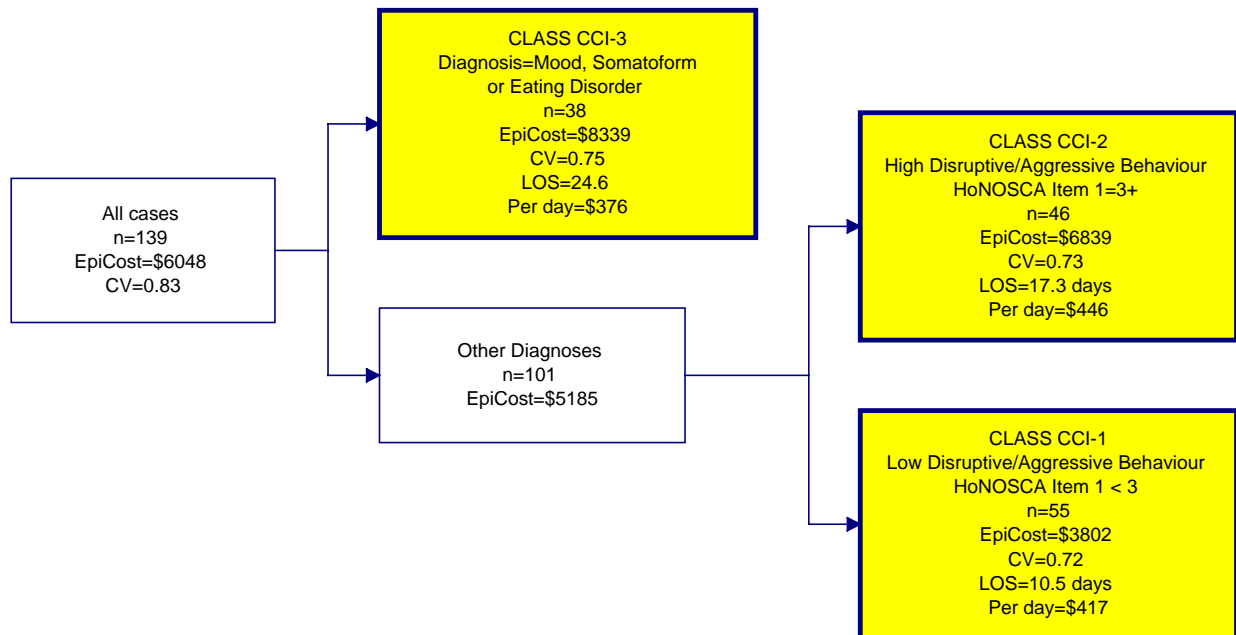 All cases
n=139
EpiCost=$6048
CV=0.83
CLASS CCI-3
Diagnosis=Mood, Somatoform
or Eating Disorder
n=38
EpiCost=$8339
CV=0.75
LOS=24.6
Per day=$376
Other Diagnoses
n=101
EpiCost=$5185
CLASS CCI-2
High Disruptive/Aggressive Behaviour
HoNOSCA Item 1=3+
n=46
EpiCost=$6839
CV=0.73
LOS=17.3 days
Per day=$446
CLASS CCI-1
Low Disruptive/Aggressive Behaviour
HoNOSCA Item 1 < 3
n=55
EpiCost=$3802
CV=0.72
LOS=10.5 days
Per day=$417